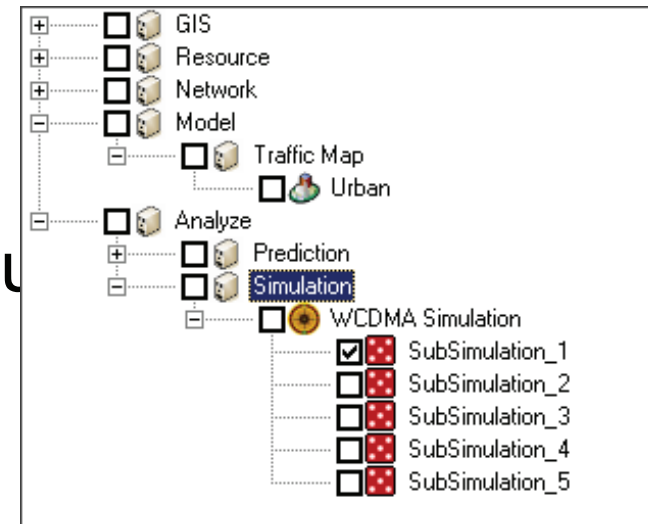 GIS
Resource
Network
Model
Traffic Map
Urban
Analyze
Prediction
Simulation
WCDMA Simulation
SubSimulation_1
SubSimulation_2
SubSimulation_3
SubSimulation_4
SubSimulation_5